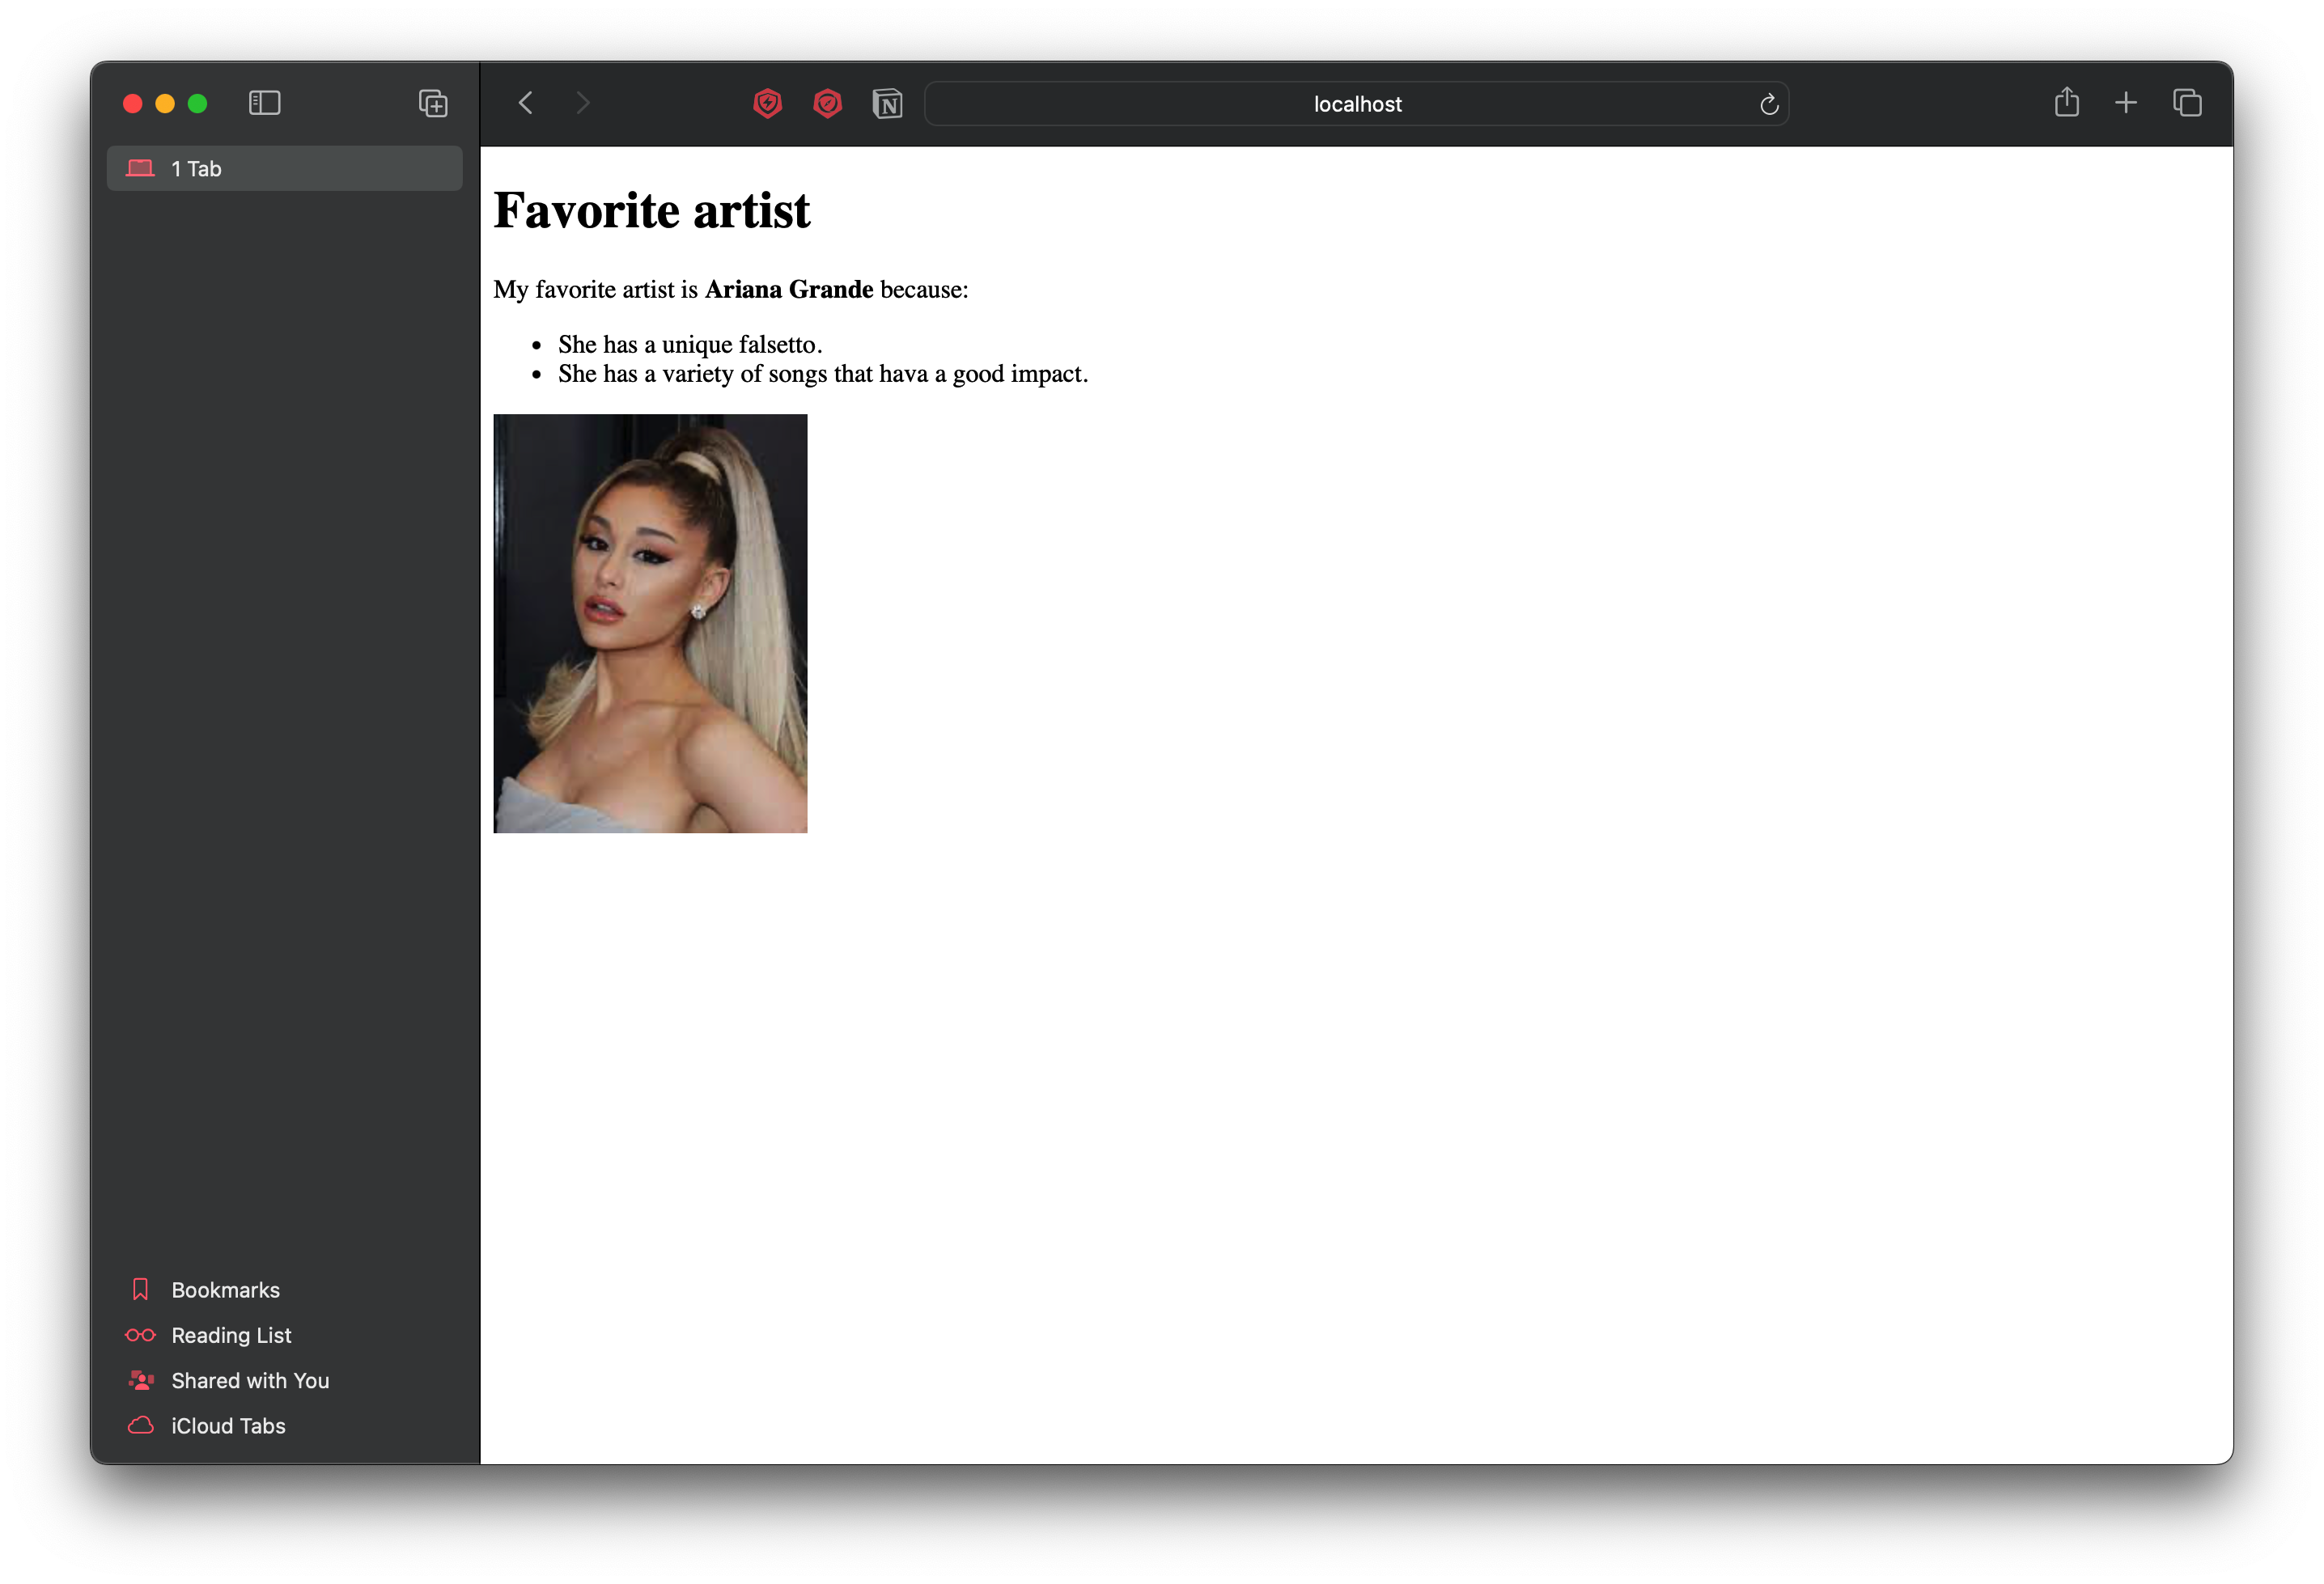 localhost
1 Tab
Favorite artist
My favorite artist is Ariana Grande because:
She has a unique falsetto.
She has a variety of songs that hava a good impact.
Bookmarks
Reading List
Shared with You
iCloud Tabs